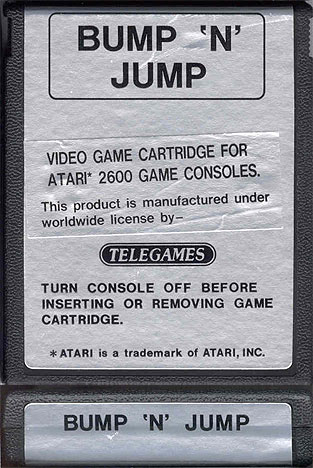 BUMP 'N'
JUMP
VIDEO GAME CARTRIDGE FOR
ATARI* 2600 GAME CONSOLES.
This product is manufactured under
worldwide license by—
TELEGAMES
TURN CONSOLE OFF BEFORE
INSERTING OR REMOVING GAME
CARTRIDGE.
*ATARI is a trademark of ATARI, INC.
BUMP 'N' JUMP